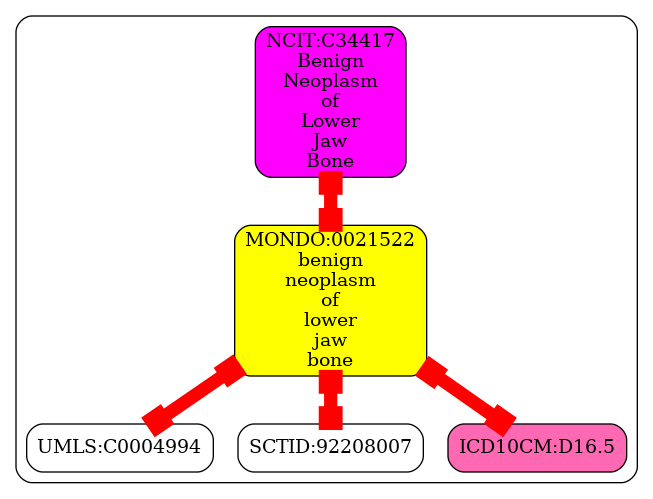 NCIT:C34417
Benign
Neoplasm
of
Lower
Jaw
Bone
MONDO:0021522
benign
neoplasm
of
lower
jaw
bone
UMLS:C0004994
SCTID:92208007
ICD10CM:D16.5